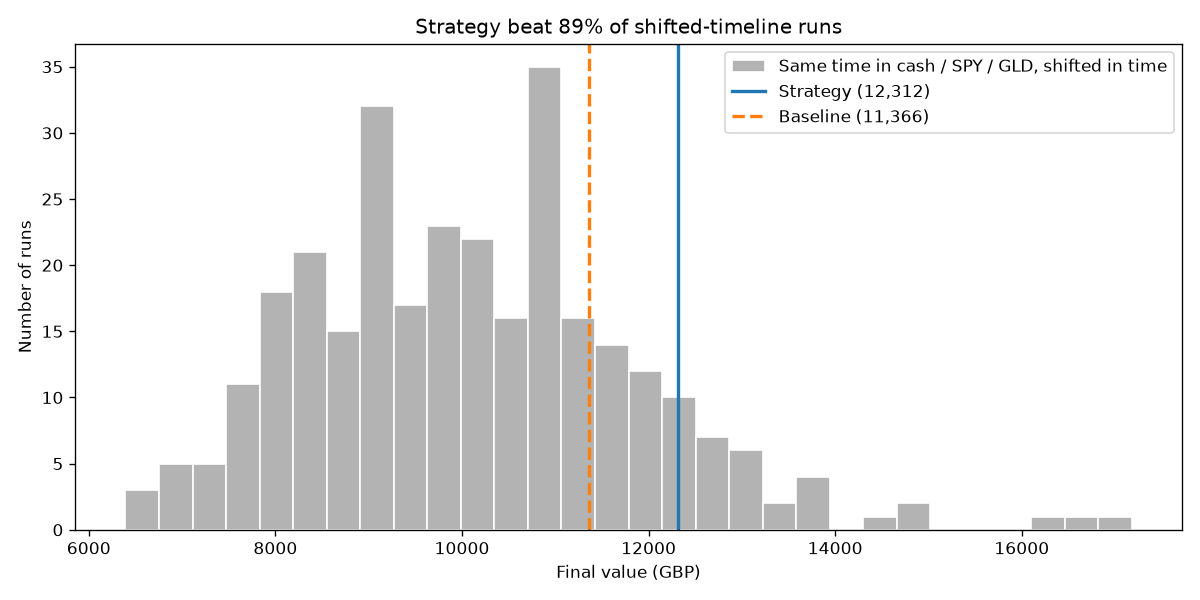 Strategy beat 89% of shifted-timeline runs
Same time in cash / SPY / GLD, shifted in time
Strategy (12,312)
Baseline (11,366)
Number of runs
35
30
25
20
15
10
5
0
6000
8000
10000
12000
14000
16000
Final value (GBP)